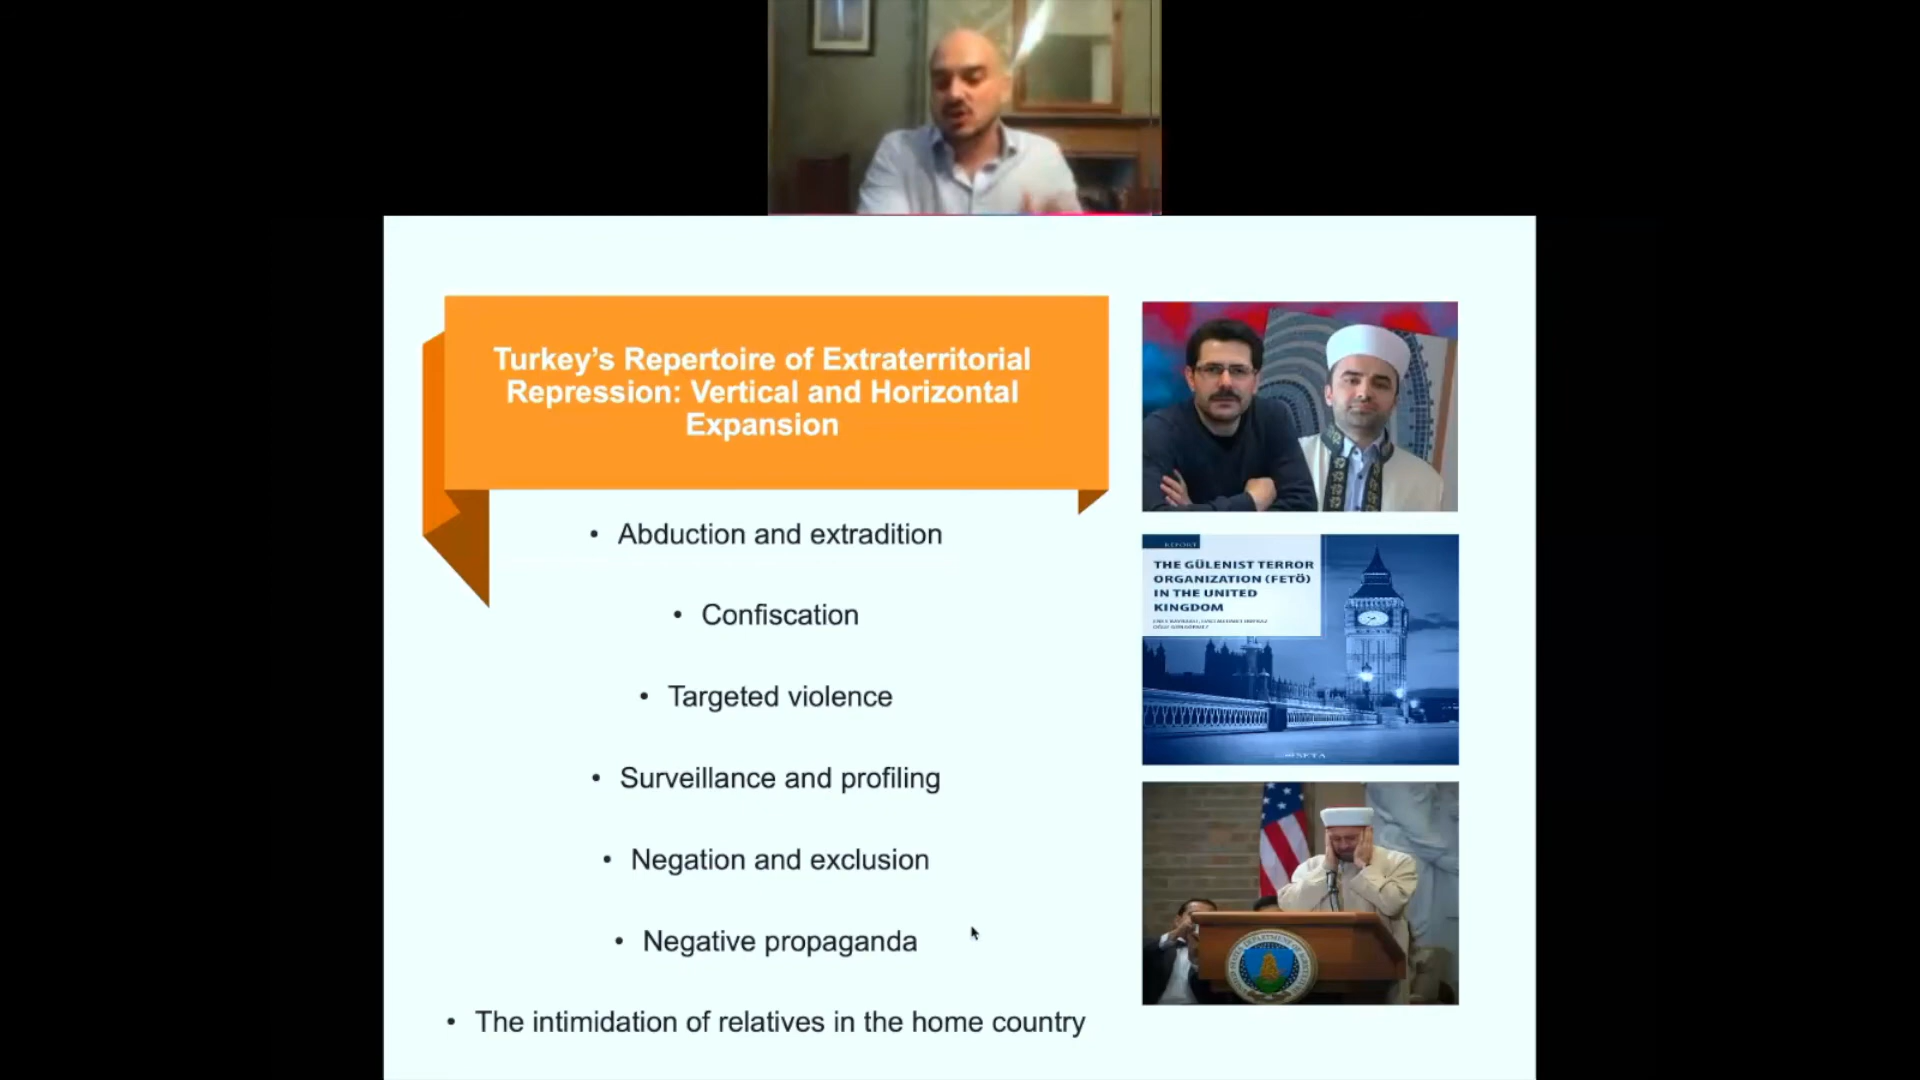 Turkey’s Repertoire of Extraterritorial
Repression: Vertical and Horizontal
Expansion
• Abduction and extradition
• Confiscation
• Targeted violence
• Surveillance and profiling
• Negation and exclusion
• Negative propaganda
• The intimidation of relatives in the home country
REPORT
THE GÜLENIST TERROR
ORGANIZATION (FETÖ)
IN THE UNITED
KINGDOM
SETA